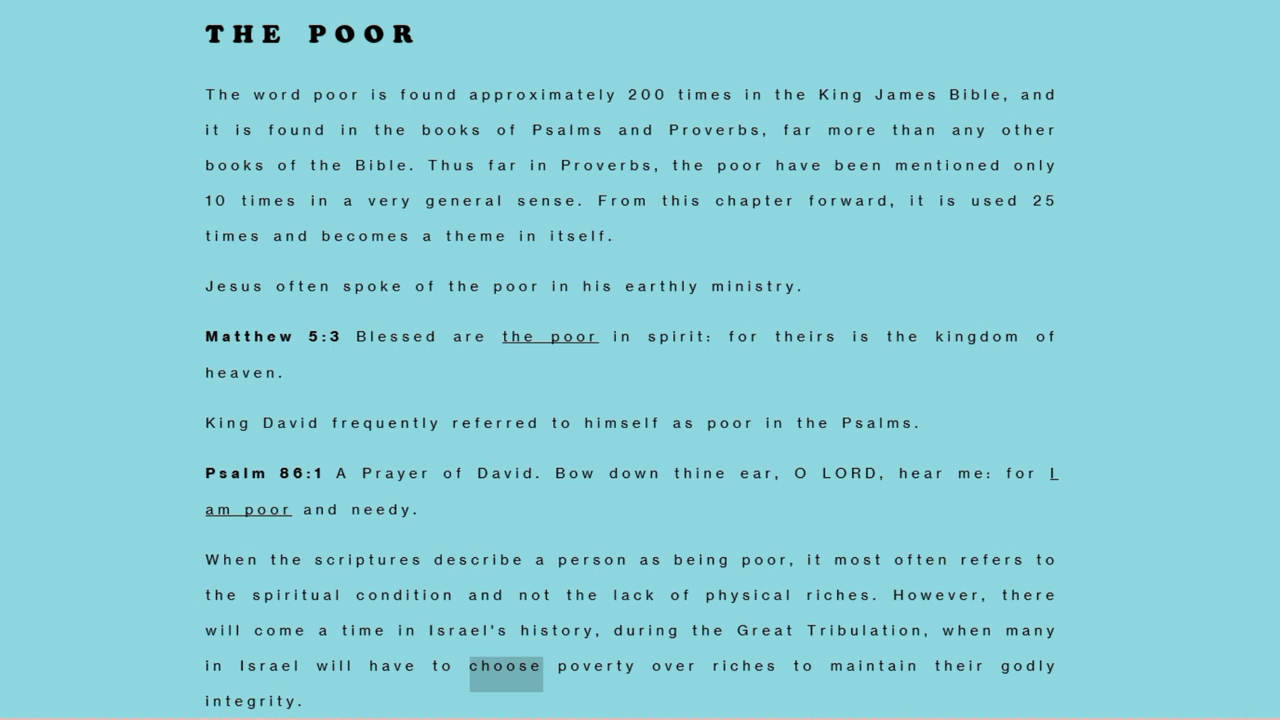 THE POOR
The word poor is found approximately 200 times in the King James Bible, and
it is found in the books of Psalms and Proverbs, far more than any other
books of the Bible. Thus far in Proverbs, the poor have been mentioned only
10 times in a very general sense. From this chapter forward, it is used 25
times and becomes a theme in itself.
Jesus often spoke of the poor in his earthly ministry.
Matthew 5:3 Blessed are the poor in spirit: for theirs is the kingdom of
heaven.
King David frequently referred to himself as poor in the Psalms.
Psalm 86:1 A Prayer of David. Bow down thine ear, O LORD, hear me: for I
am poor and needy.
When the scriptures describe a person as being poor, it most often refers to
the spiritual condition and not the lack of physical riches. However, there
will come a time in Israel's history, during the Great Tribulation, when many
in Israel will have to choose poverty over riches to maintain their godly
integrity.